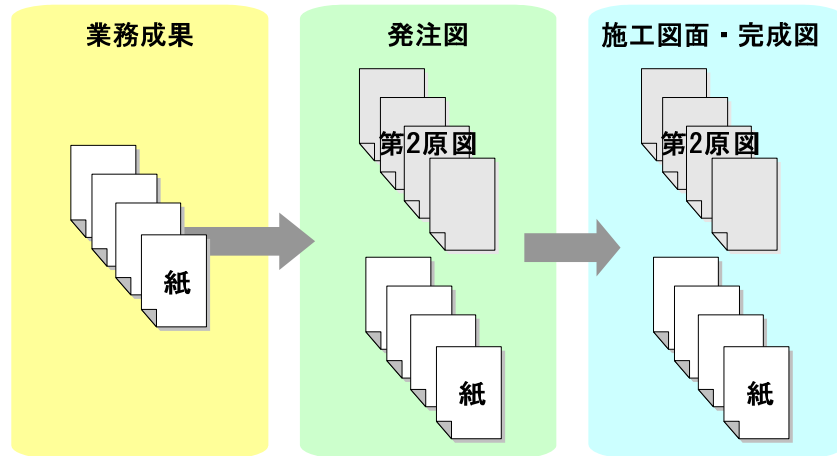 業務成果
紙
発注図
第2原図
紙
施工図面・完成図
第2原図
紙